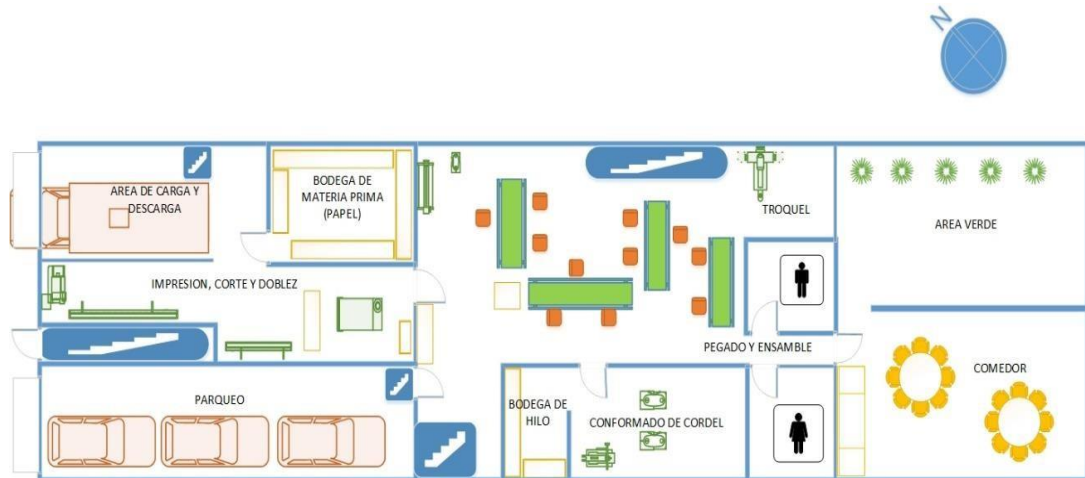 N
AREA DE CARGA Y
DESCARGA
BODEGA DE
MATERIA PRIMA
(PAPEL)
TROQUEL
AREA VERDE
IMPRESION, CORTE Y DOBLEZ
PEGADO Y ENSAMBLE
COMEDOR
PARQUEO
BODEGA DE
HILO
CONFORMADO DE CORDEL